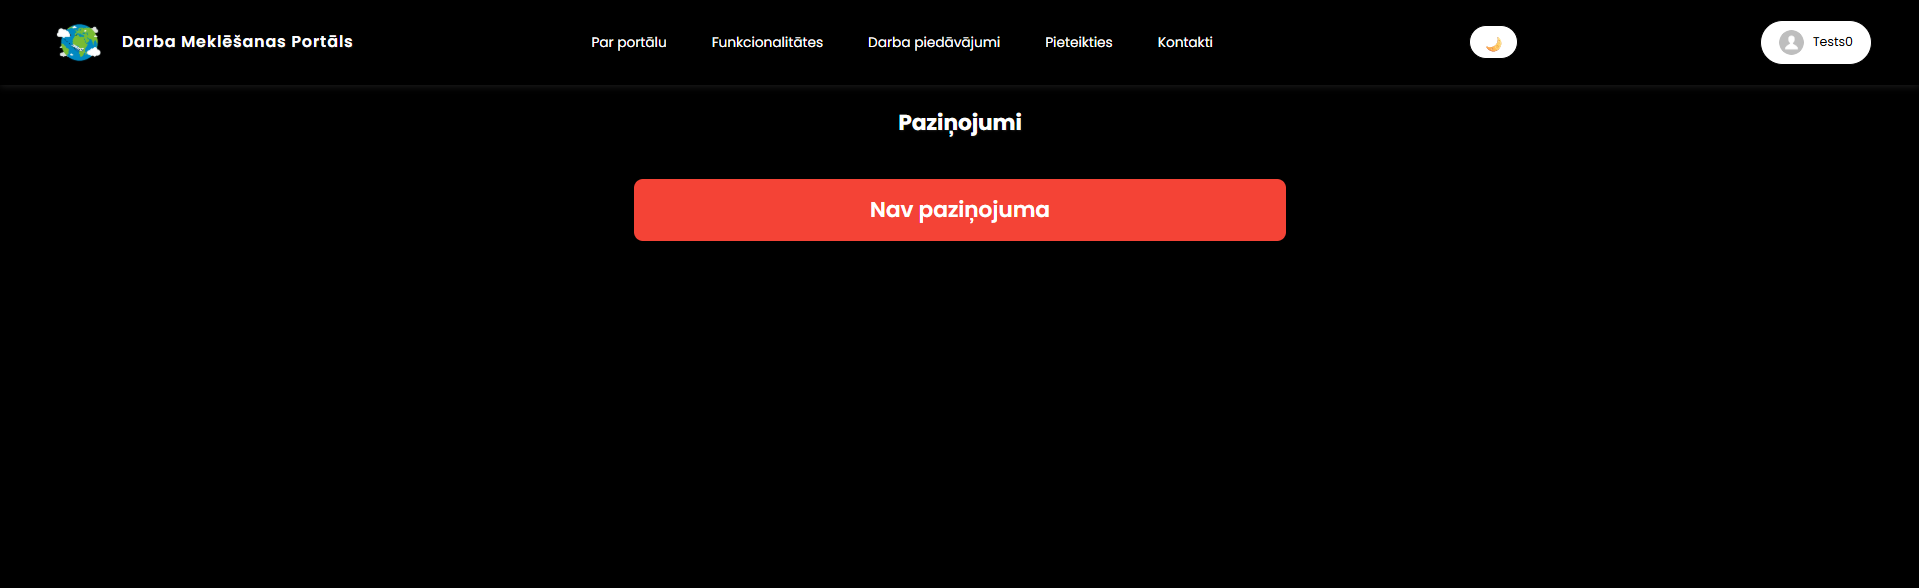 Darba Meklēšanas Portāls
Par portālu
Funkcionalitātes
Darba piedāvājumi
Pieteikties
Kontakti
Tests0
Paziņojumi
Nav paziņojuma